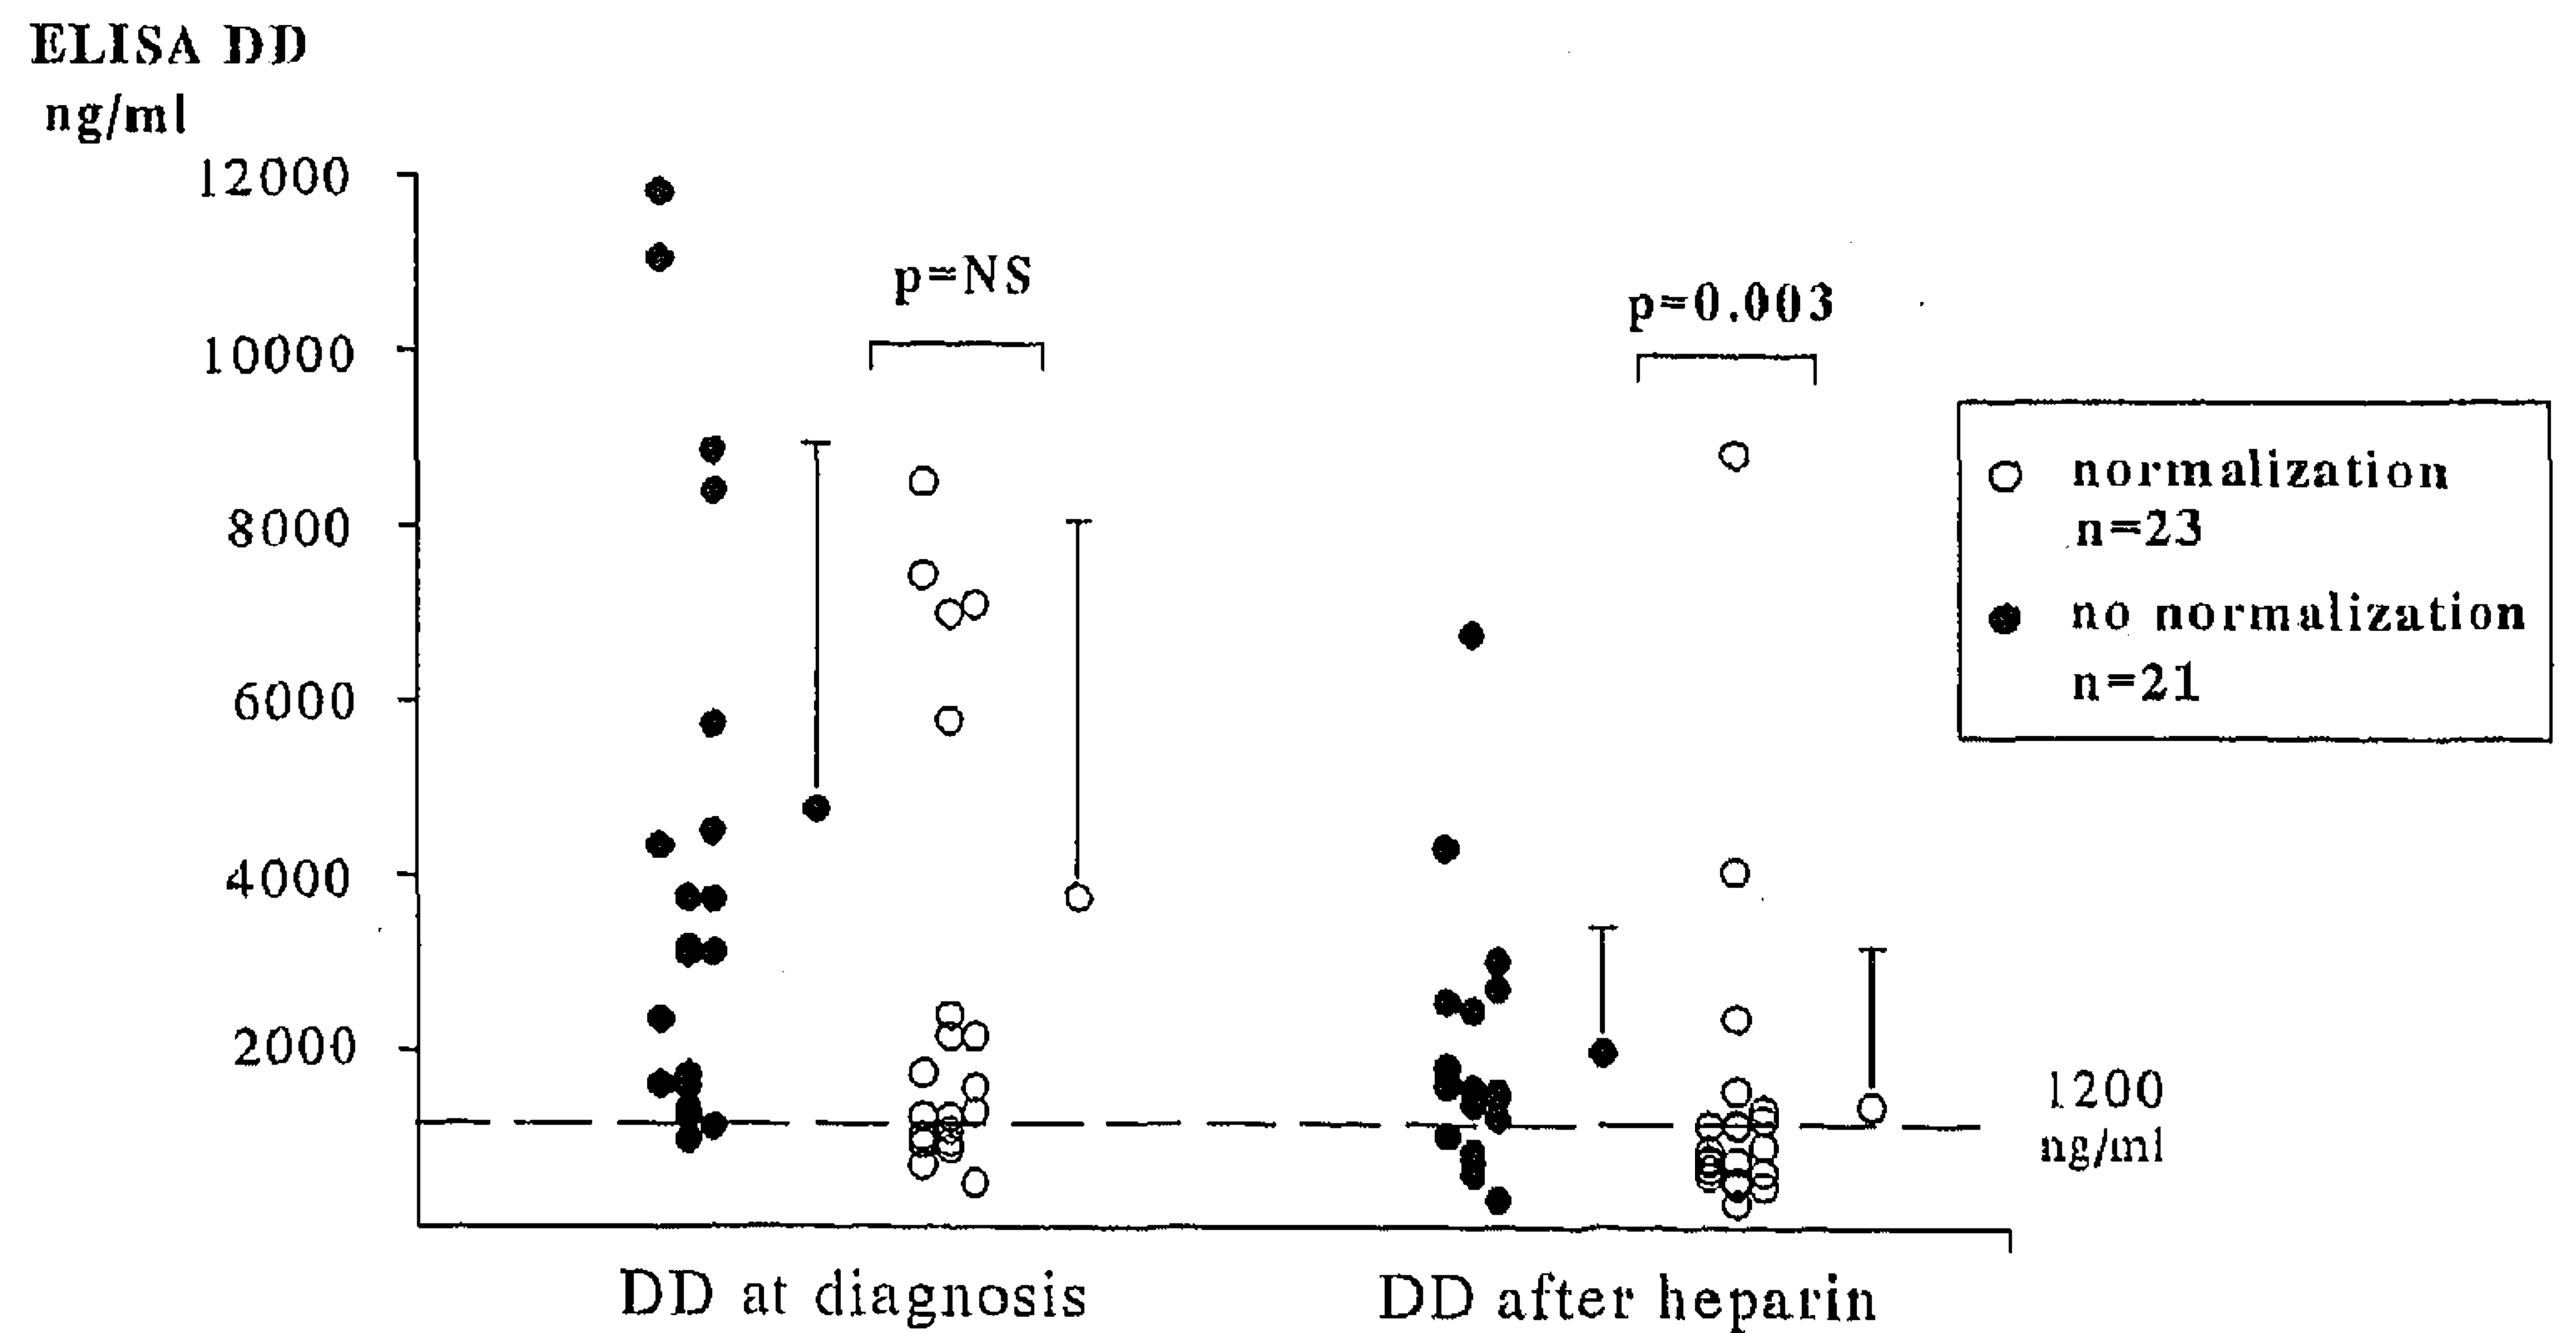 ELISA DD
ng/ml
12000
10000
8000
6000
4000
2000
p=NS
p=0.003
normalization
n=23
no normalization
n=21
1200
ng/ml
DD at diagnosis
DD after heparin